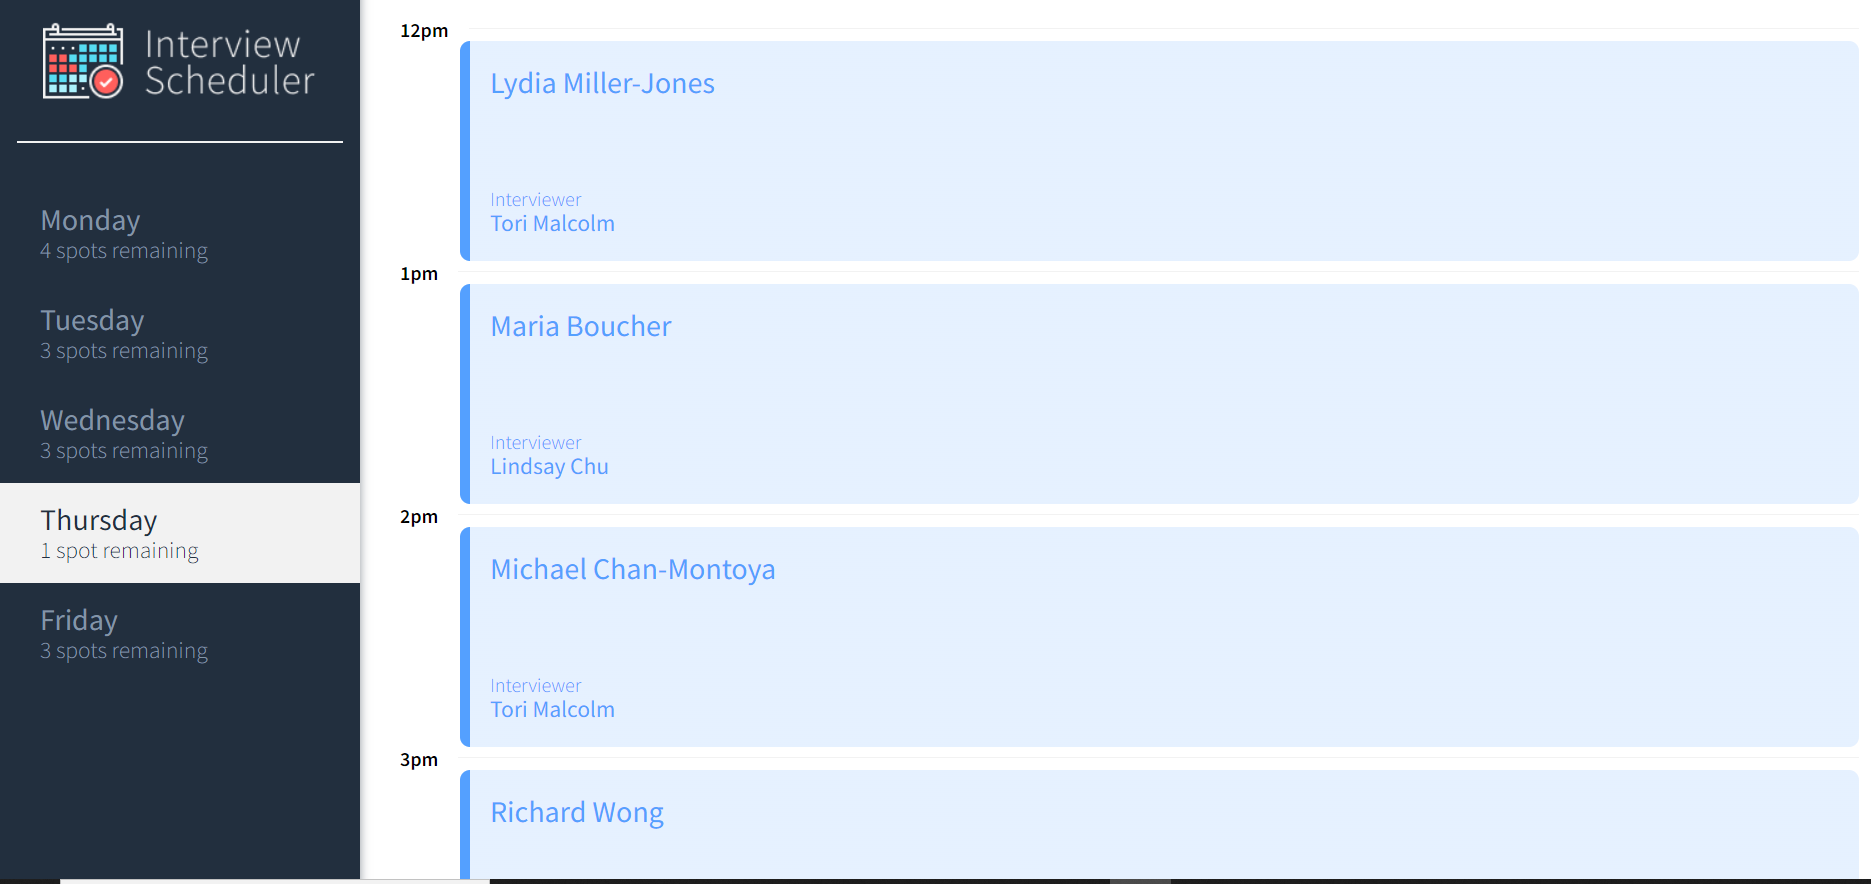 Interview
Scheduler
Monday
4 spots remaining
Tuesday
3 spots remaining
Wednesday
3 spots remaining
Thursday
1 spot remaining
Friday
3 spots remaining
12pm
Lydia Miller-Jones
Interviewer
Tori Malcolm
1pm
Maria Boucher
Interviewer
Lindsay Chu
2pm
Michael Chan-Montoya
Interviewer
Tori Malcolm
3pm
Richard Wong